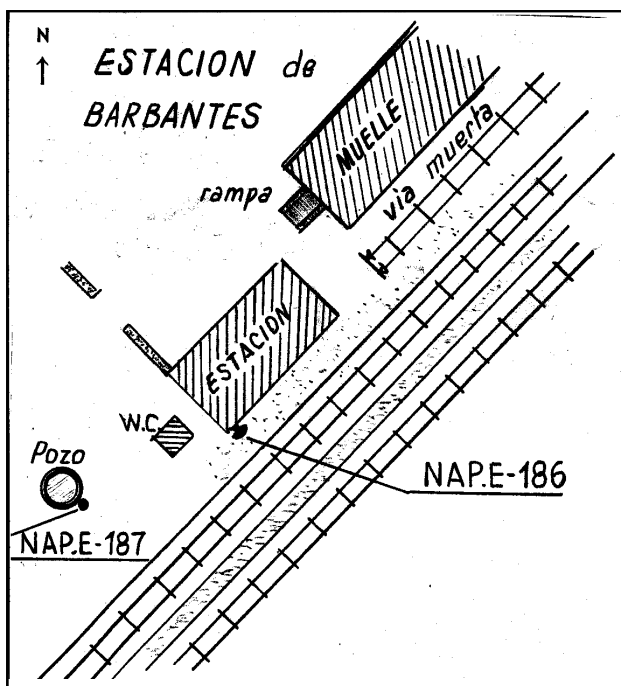 N
ESTACION de
BARBANTES
MUELLE
via muerta
rampa
ESTACION
W.C.
Pozo
NAP.E-186
NAP.E-187